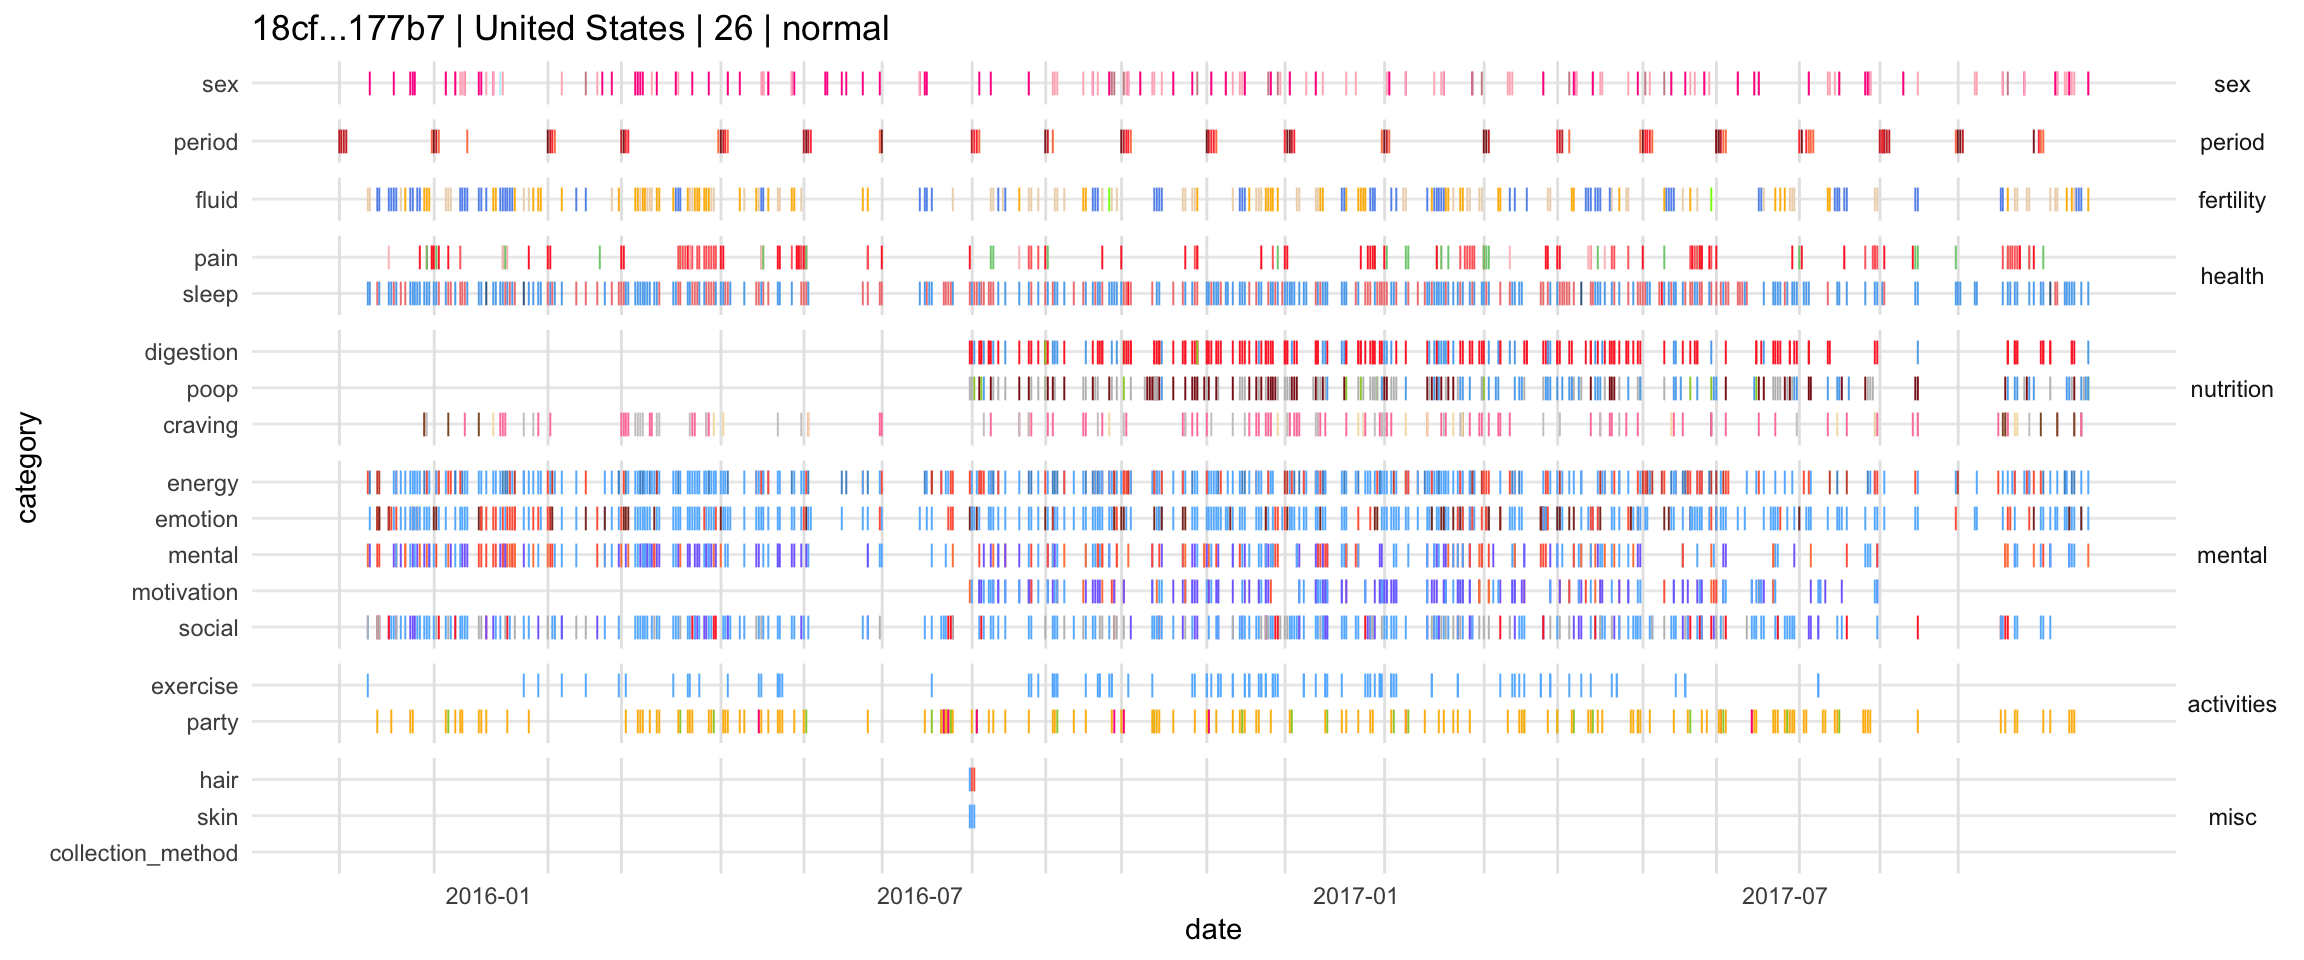 18cf...177b7 | United States | 26 | normal
sex
period
fluid
pain
sleep
digestion
poop
craving
energy
emotion
mental
motivation
social
exercise
party
hair
skin
collection_method
category
sex
period
fertility
health
nutrition
mental
activities
misc
2016-01 2016-07 2017-01 2017-07
date